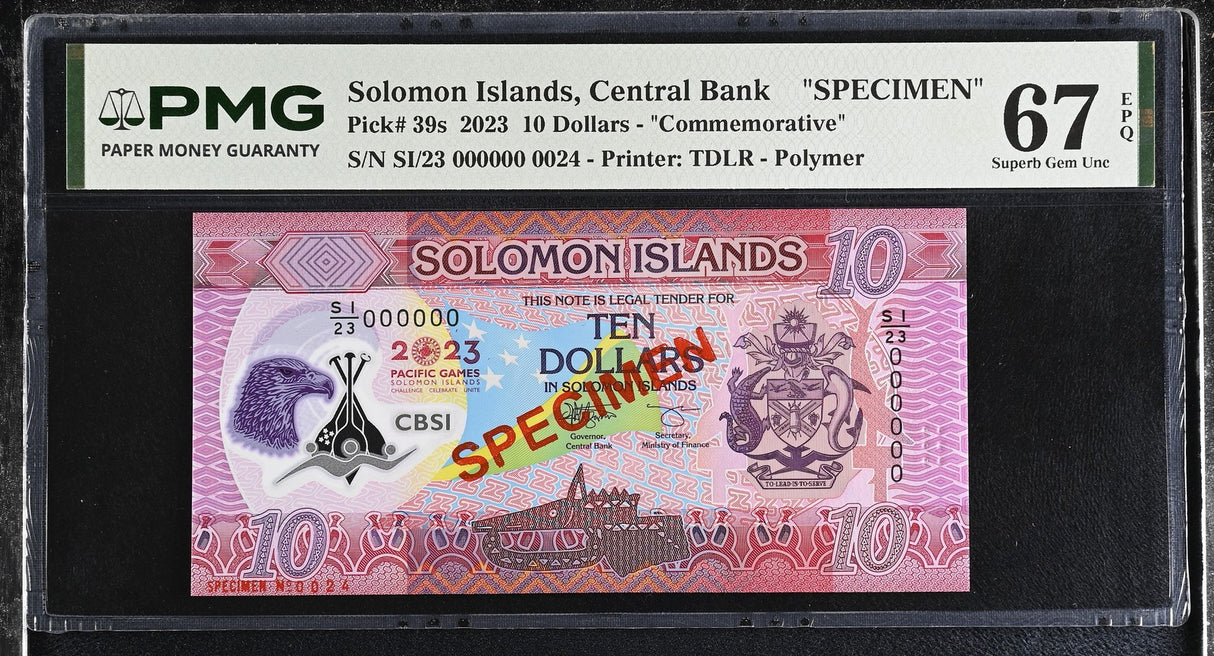 PMG
PAPER MONEY GUARANTY
Solomon Islands, Central Bank "SPECIMEN"
Pick# 39s 2023 10 Dollars - "Commemorative"
S/N SI/23 000000 0024 - Printer: TDLR - Polymer
67
EPQ
Superb Gem Unc
SOLOMON ISLANDS
10
SI/23 000000
THIS NOTE IS LEGAL TENDER FOR
TEN
DOLLARS
IN SOLOMON ISLANDS
2023
PACIFIC GAMES
SOLOMON ISLANDS
CHALLENGE CELEBRATE UNITE
CBSI
SPECIMEN
Governor,
Central Bank
Secretary,
Ministry of Finance
SI/23 000000
TO LEAD IS TO SERVE
10
10
SPECIMEN Nº 0024